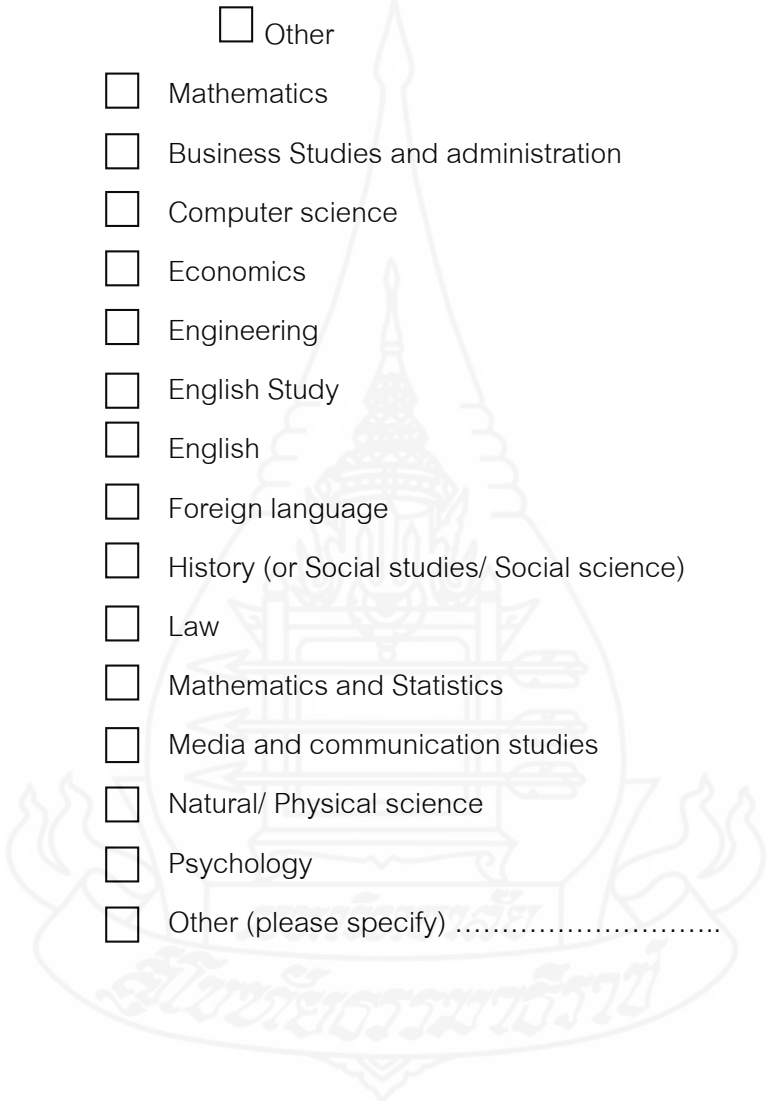 Other
Mathematics
Business Studies and administration
Computer science
Economics
Engineering
English Study
English
Foreign language
History (or Social studies/ Social science)
Law
Mathematics and Statistics
Media and communication studies
Natural/ Physical science
Psychology
Other (please specify) …………………………..